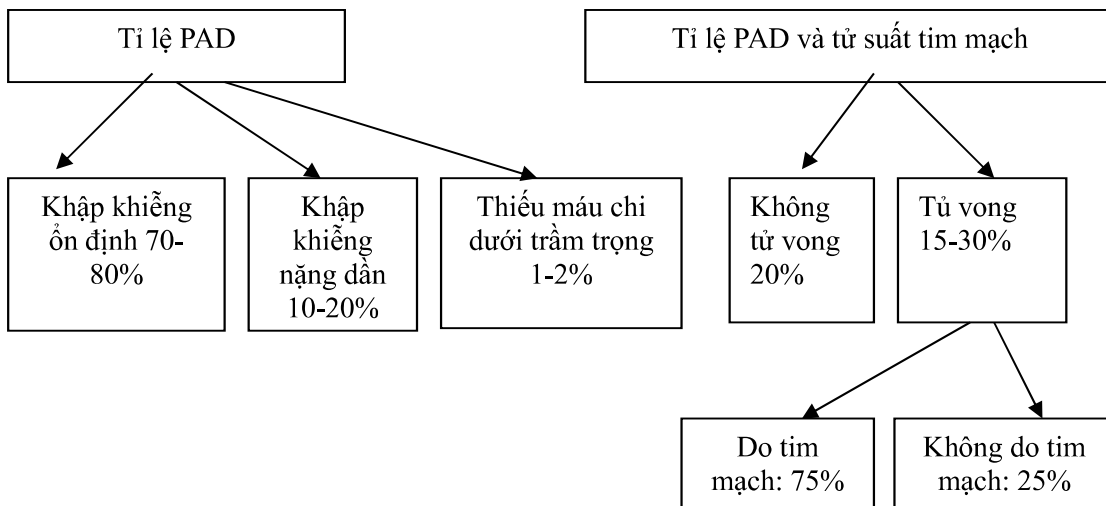 Tỉ lệ PAD
Tỉ lệ PAD và tử suất tim mạch
Khập khiễng
ổn định 70-
80%
Khập
khiễng
nặng dần
10-20%
Thiếu máu chi
dưới trầm trọng
1-2%
Không
tử vong
20%
Tủ vong
15-30%
Do tim
mạch: 75%
Không do tim
mạch: 25%